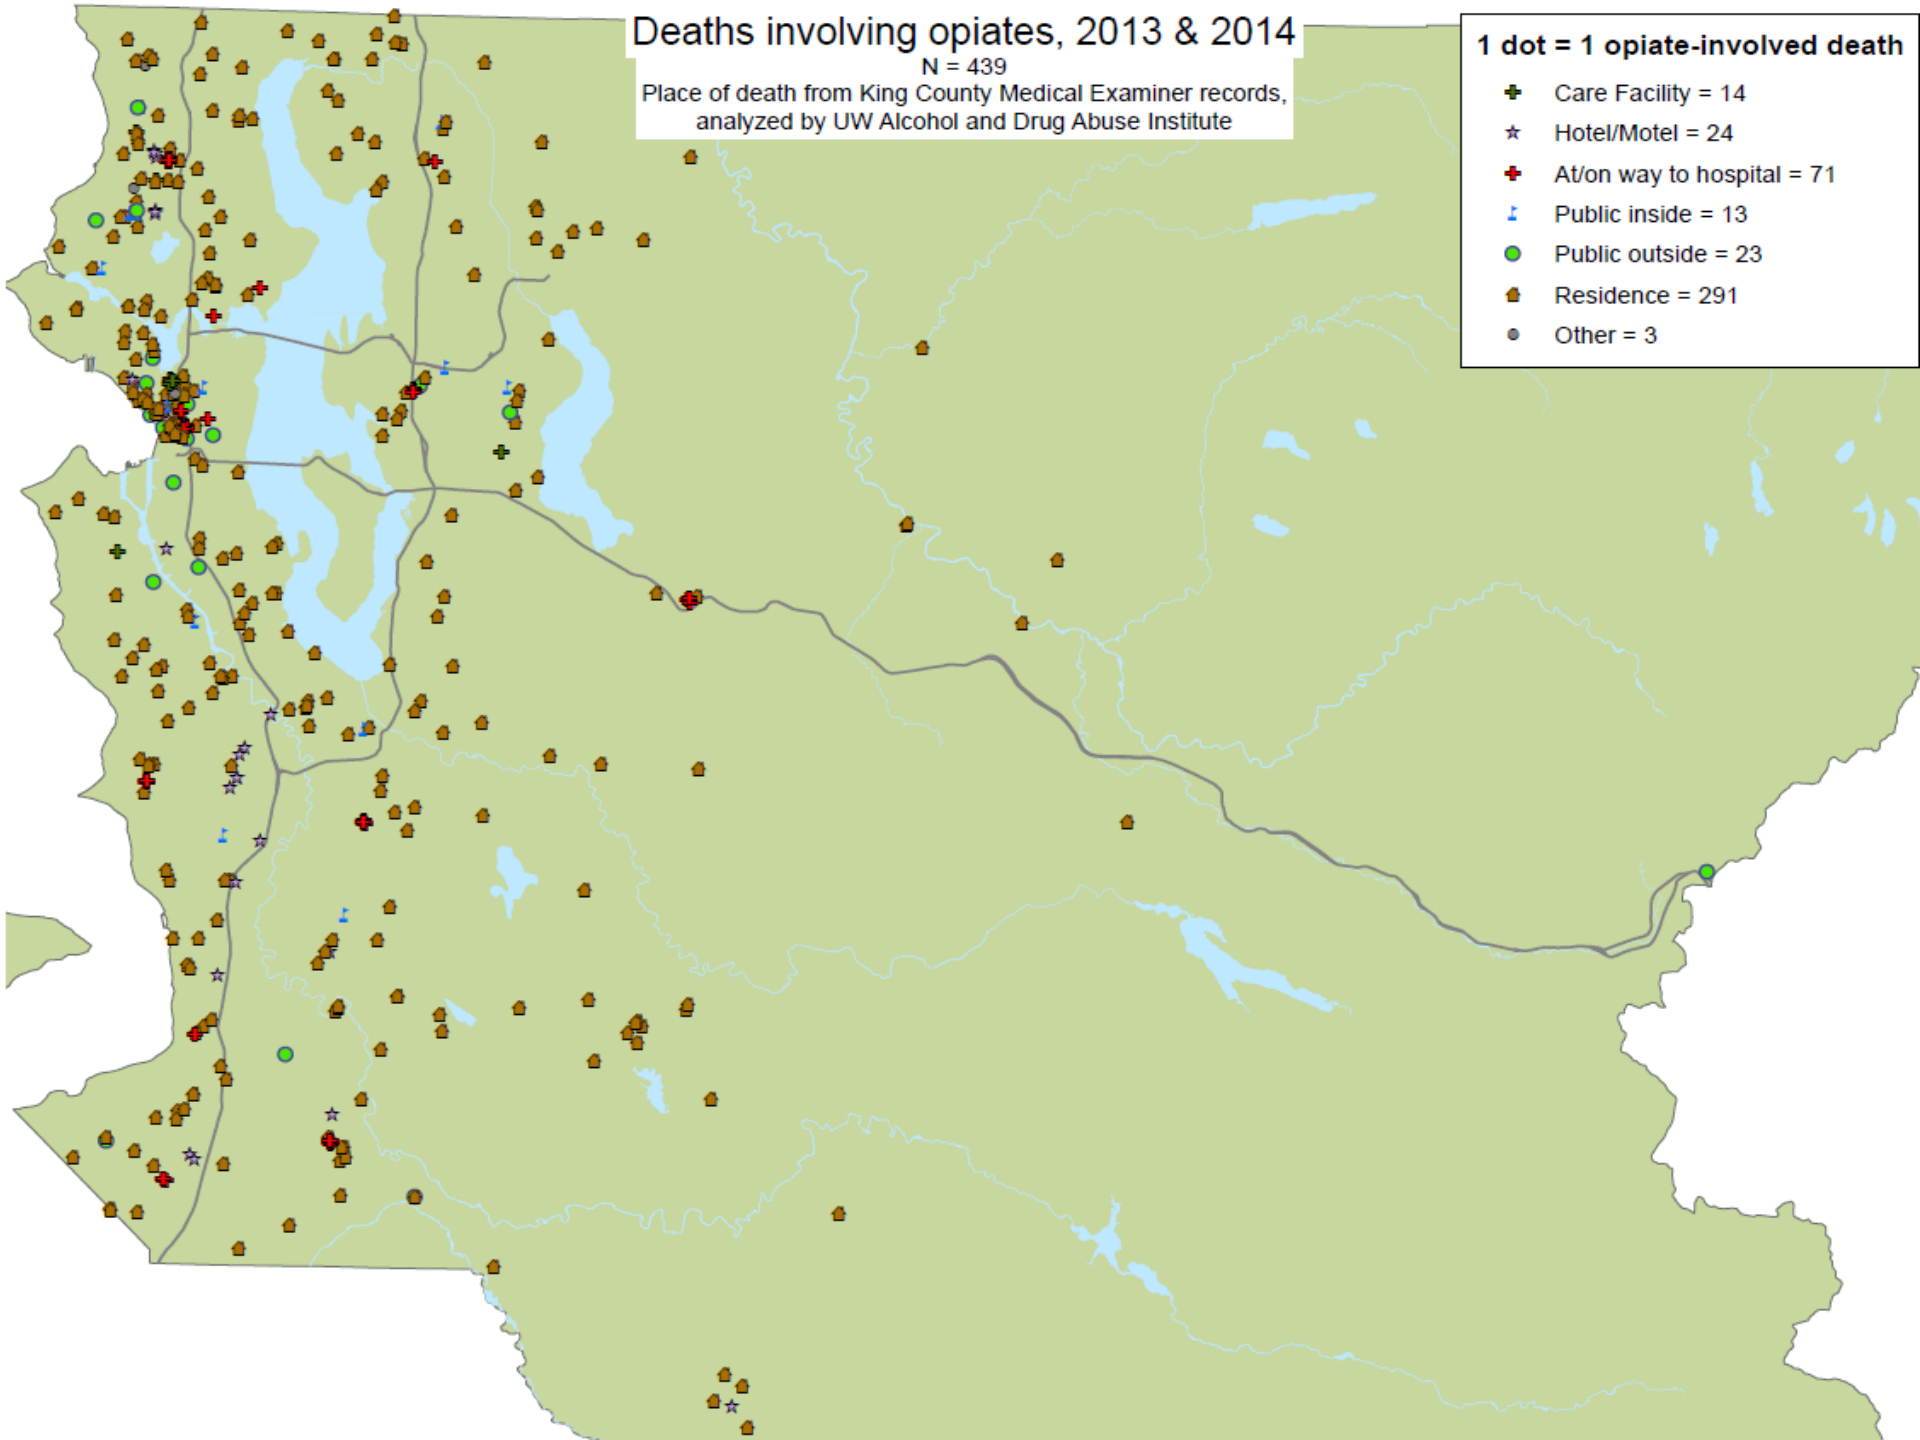 Deaths involving opiates, 2013 & 2014
N = 439
Place of death from King County Medical Examiner records,
analyzed by UW Alcohol and Drug Abuse Institute
1 dot = 1 opiate-involved death
Care Facility = 14
Hotel/Motel = 24
At/on way to hospital = 71
Public inside = 13
Public outside = 23
Residence = 291
Other = 3